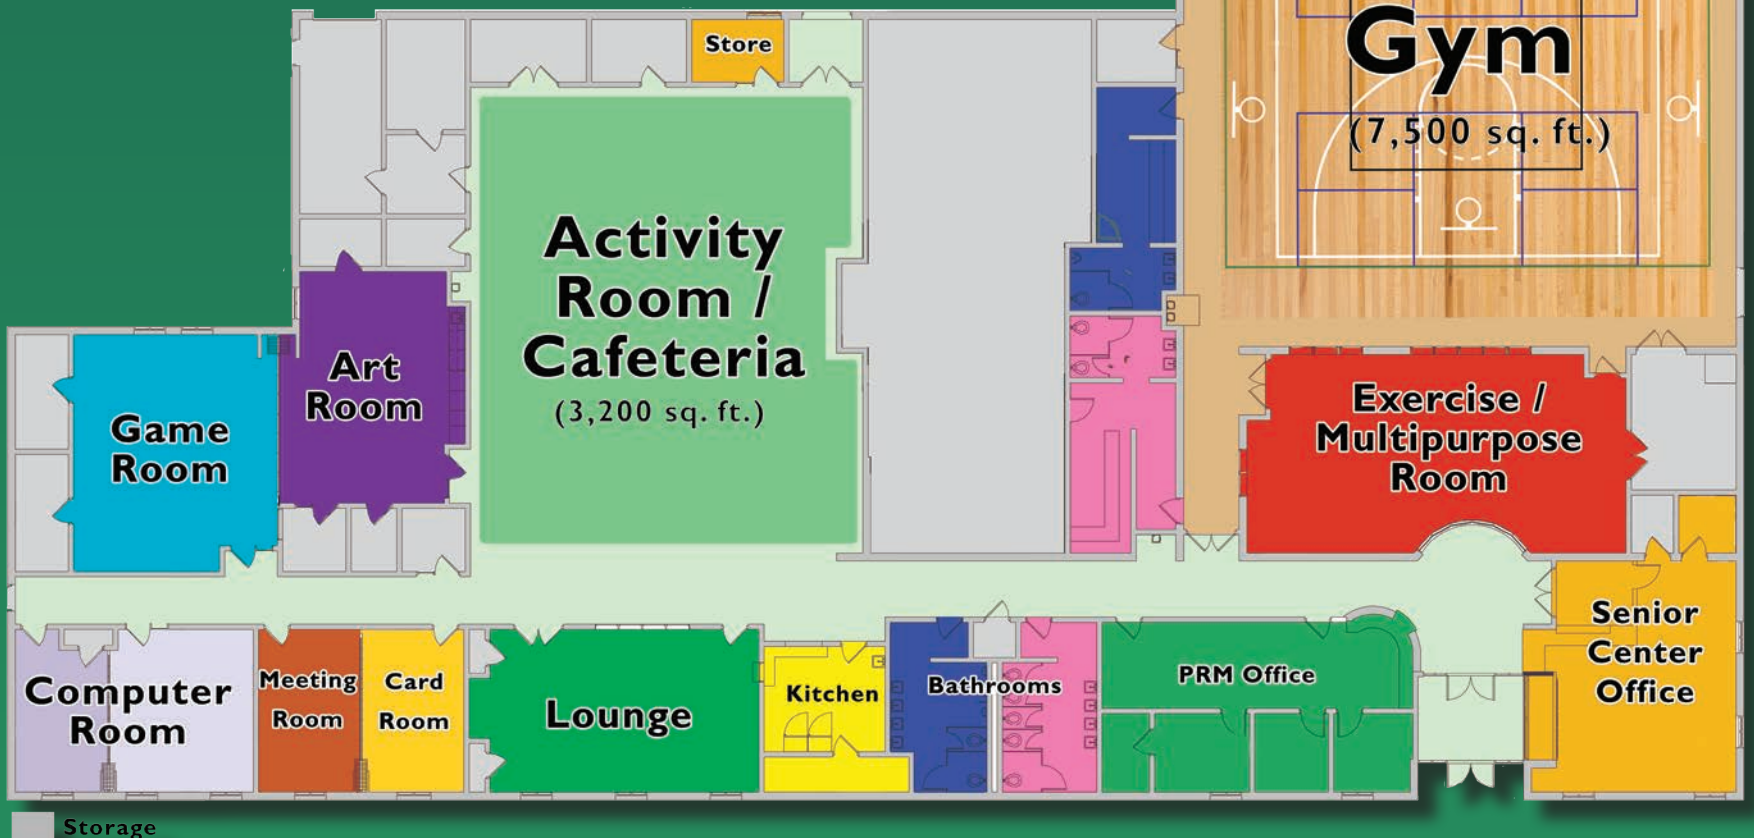 Store
Gym
(7,500 sq. ft.)
Activity
Room /
Cafeteria
(3,200 sq. ft.)
Art
Room
Game
Room
Exercise /
Multipurpose
Room
Senior
Center
Office
Computer
Room
Meeting
Room
Card
Room
Lounge
Kitchen
Bathrooms
PRM Office
Storage